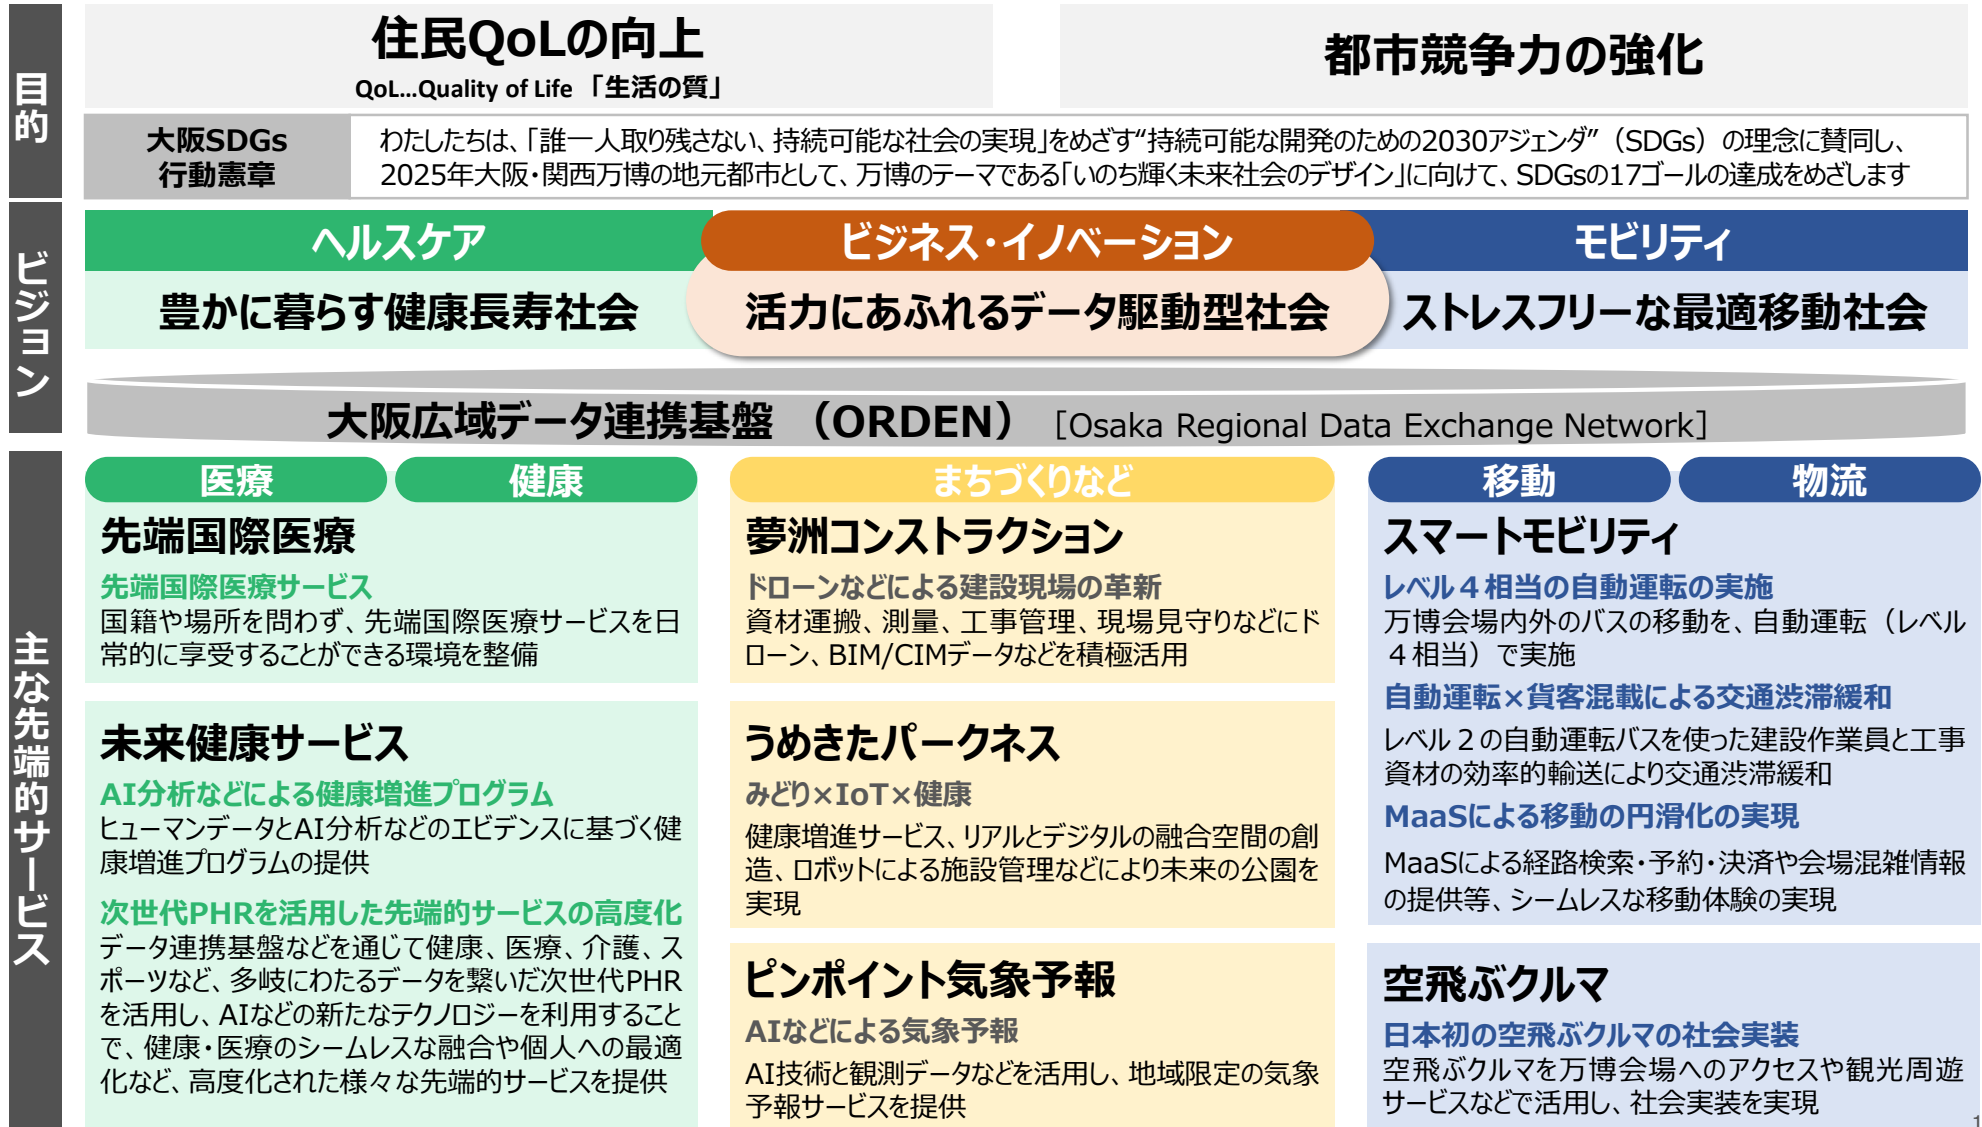 目的
住民QoLの向上
QoL…Quality of Life 「生活の質」
都市競争力の強化
大阪SDGs
行動憲章
わたしたちは、「誰一人取り残さない、持続可能な社会の実現」をめざす“持続可能な開発のための2030アジェンダ”（SDGs）の理念に賛同し、
2025年大阪・関西万博の地元都市として、万博のテーマである「いのち輝く未来社会のデザイン」に向けて、SDGsの17ゴールの達成をめざします
ビジョン
ヘルスケア
豊かに暮らす健康長寿社会
ビジネス・イノベーション
活力にあふれるデータ駆動型社会
モビリティ
ストレスフリーな最適移動社会
大阪広域データ連携基盤 （ORDEN） ［Osaka Regional Data Exchange Network］
主な先端的サービス
医療
健康
先端国際医療
先端国際医療サービス
国籍や場所を問わず、先端国際医療サービスを日
常的に享受することができる環境を整備
未来健康サービス
AI分析などによる健康増進プログラム
ヒューマンデータとAI分析などのエビデンスに基づく健
康増進プログラムの提供
次世代PHRを活用した先端的サービスの高度化
データ連携基盤などを通じて健康、医療、介護、ス
ポーツなど、多岐にわたるデータを繋いだ次世代PHR
を活用し、AIなどの新たなテクノロジーを利用すること
で、健康・医療のシームレスな融合や個人への最適
化など、高度化された様々な先端的サービスを提供
まちづくりなど
夢洲コンストラクション
ドローンなどによる建設現場の革新
資材運搬、測量、工事管理、現場見守りなどにド
ローン、BIM/CIMデータなどを積極活用
うめきたパークネス
みどり×IoT×健康
健康増進サービス、リアルとデジタルの融合空間の創
造、ロボットによる施設管理などにより未来の公園を
実現
ピンポイント気象予報
AIなどによる気象予報
AI技術と観測データなどを活用し、地域限定の気象
予報サービスを提供
移動
物流
スマートモビリティ
レベル４相当の自動運転の実施
万博会場内外のバスの移動を、自動運転（レベル
４相当）で実施
自動運転×貨客混載による交通渋滞緩和
レベル２の自動運転バスを使った建設作業員と工事
資材の効率的輸送により交通渋滞緩和
MaaSによる移動の円滑化の実現
MaaSによる経路検索・予約・決済や会場混雑情報
の提供等、シームレスな移動体験の実現
空飛ぶクルマ
日本初の空飛ぶクルマの社会実装
空飛ぶクルマを万博会場へのアクセスや観光周遊
サービスなどで活用し、社会実装を実現